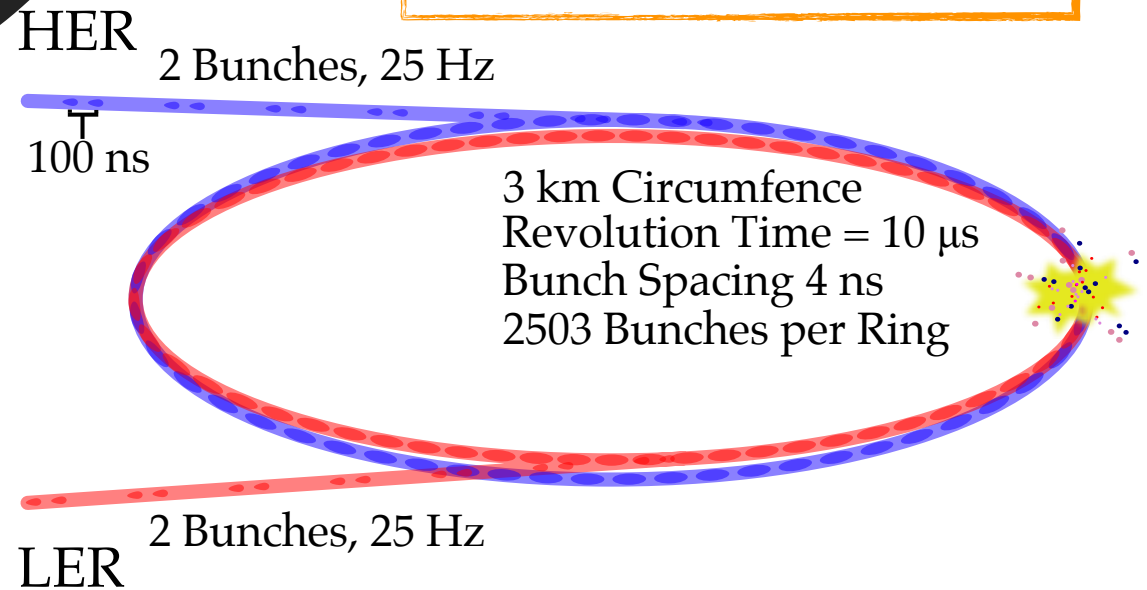 HER
2 Bunches, 25 Hz
100 ns
3 km Circumfence
Revolution Time = 10 μs
Bunch Spacing 4 ns
2503 Bunches per Ring
2 Bunches, 25 Hz
LER